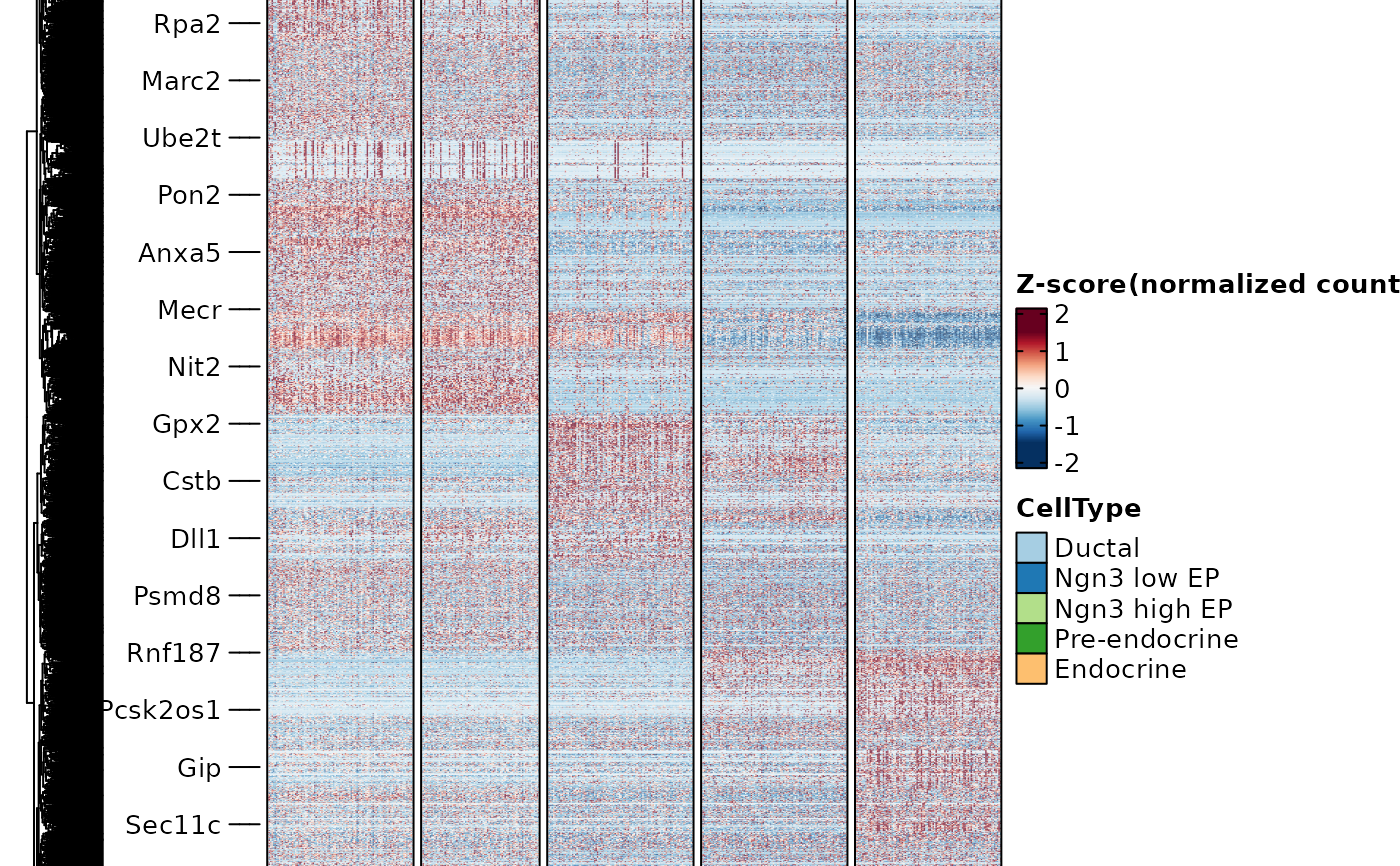 Rpa2
Marc2
Ube2t
Pon2
Anxa5
Mecr
Nit2
Gpx2
Cstb
Dll1
Psmd8
Rnf187
Pcsk2os1
Gip
Sec11c
Z-score(normalized count
2
1
0
-1
-2
CellType
Ductal
Ngn3 low EP
Ngn3 high EP
Pre-endocrine
Endocrine